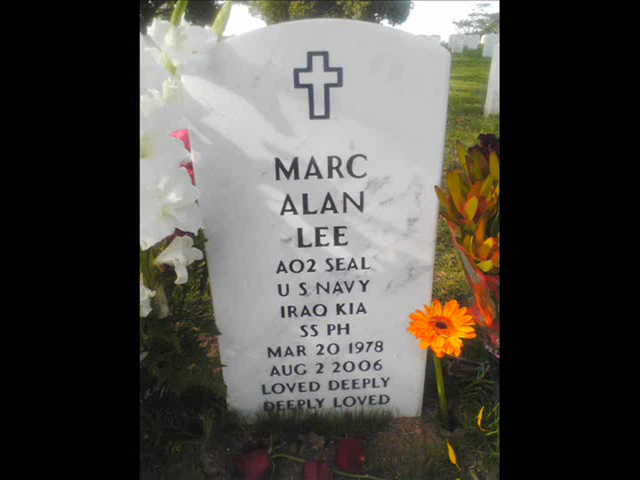 MARC
ALAN
LEE
AO2 SEAL
U S NAVY
IRAQ KIA
SS PH
MAR 20 1978
AUG 2 2006
LOVED DEEPLY
DEEPLY LOVED